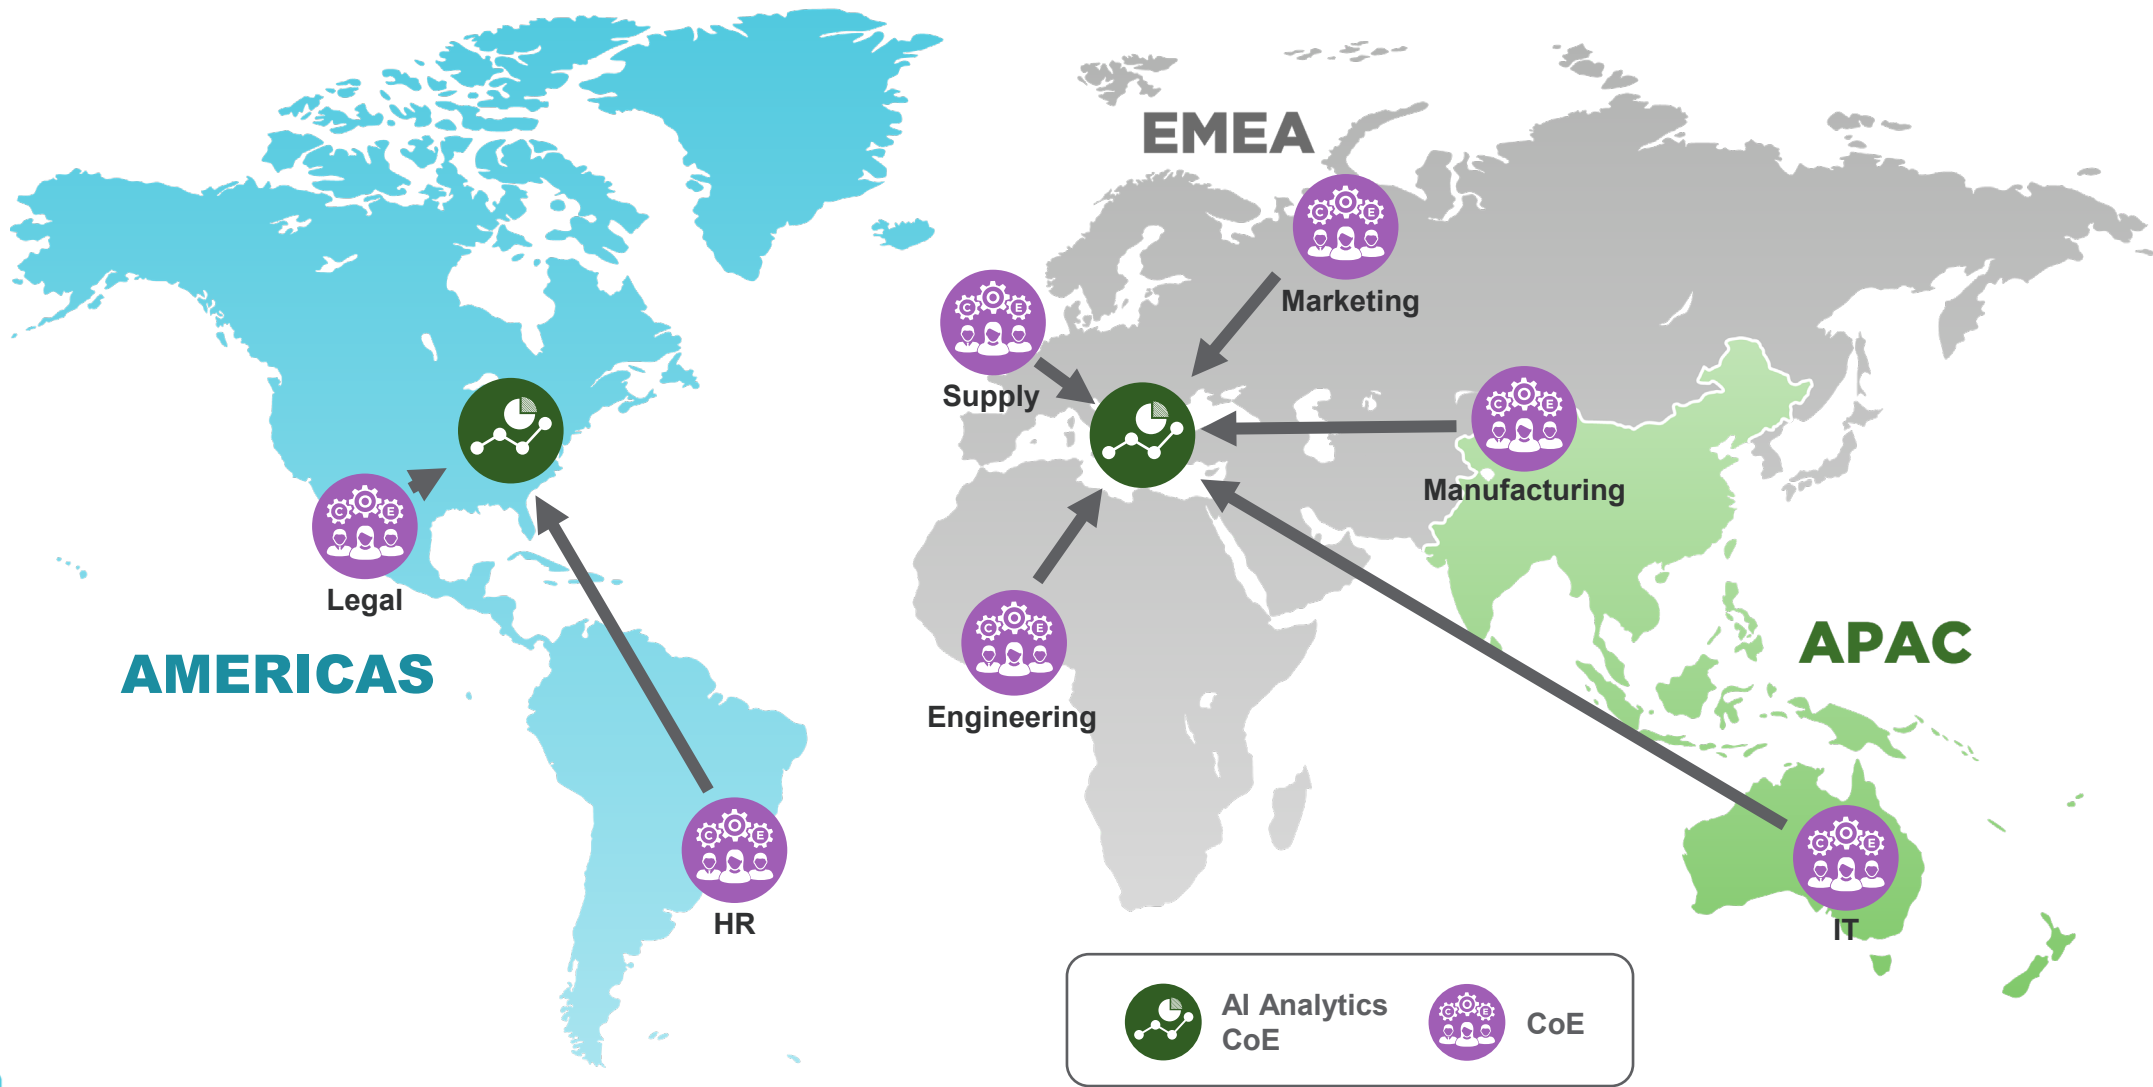 EMEA
Marketing
Supply
Manufacturing
Legal
AMERICAS
APAC
Engineering
HR
IT
AI Analytics
CoE
CoE